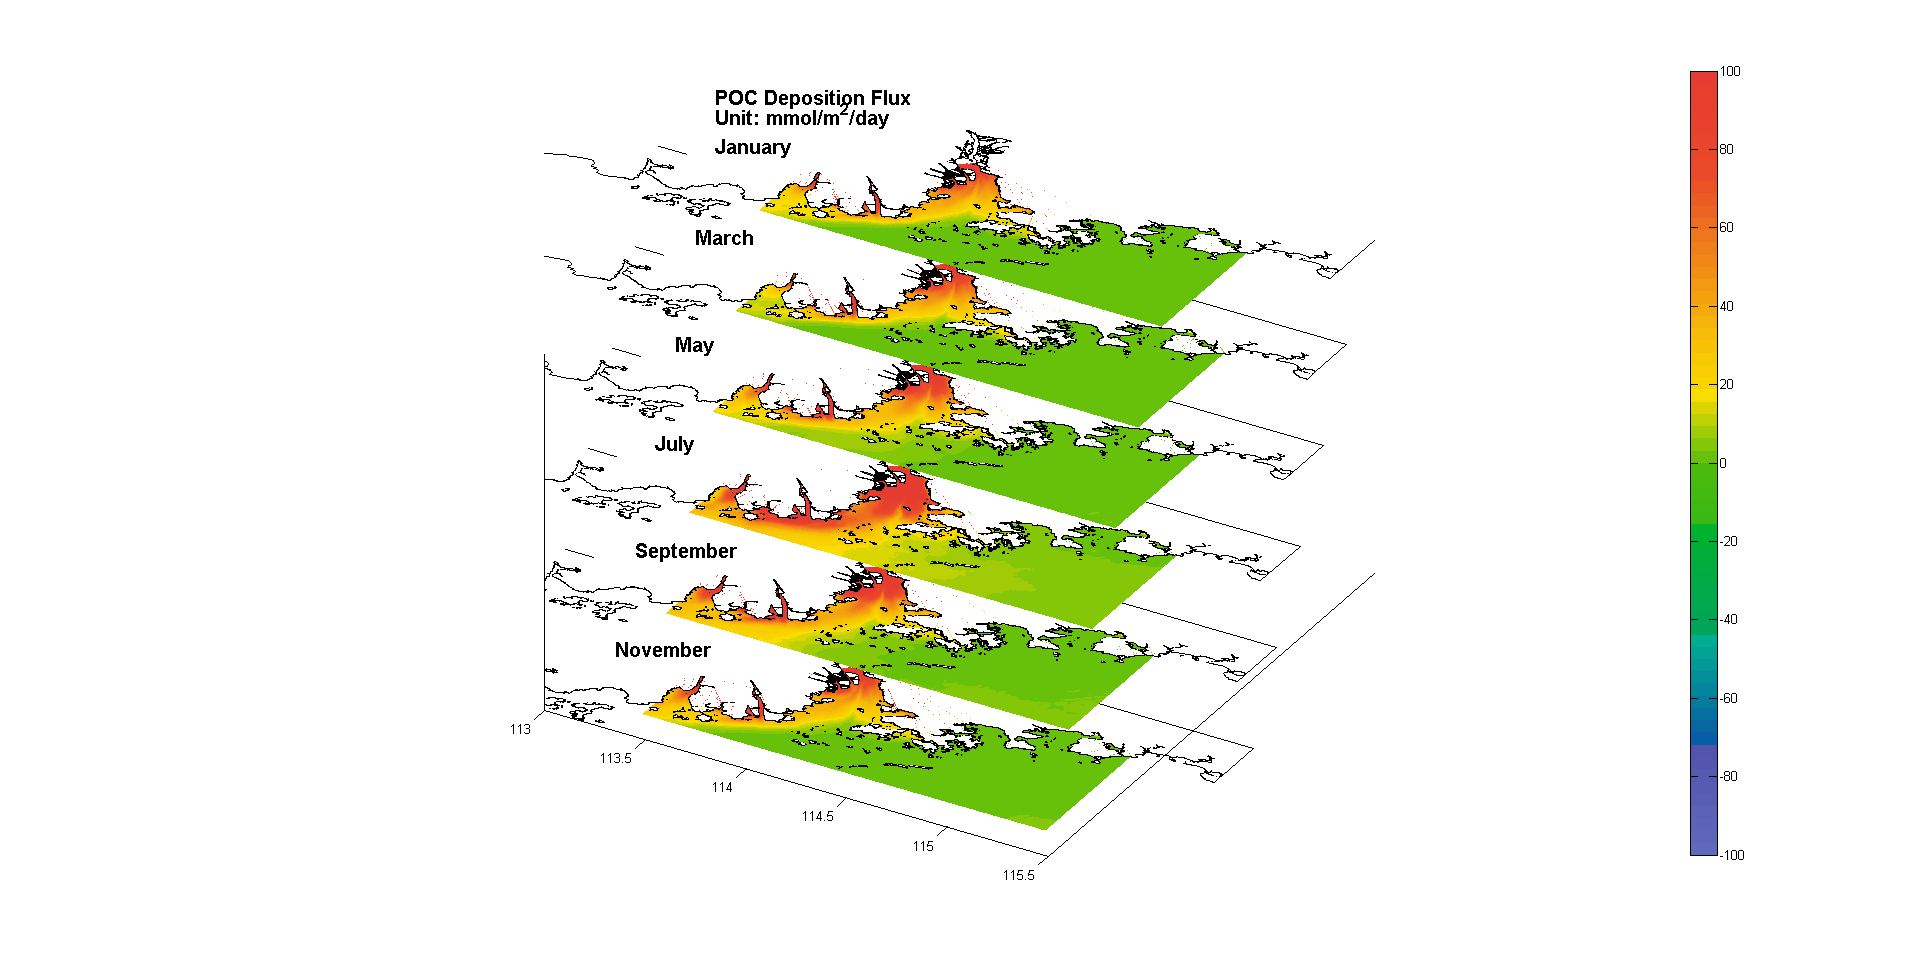 POC Deposition Flux
Unit: mmol/m²/day
January
March
May
July
September
November
113
113.5
114
114.5
115
115.5
100
80
60
40
20
0
-20
-40
-60
-80
-100